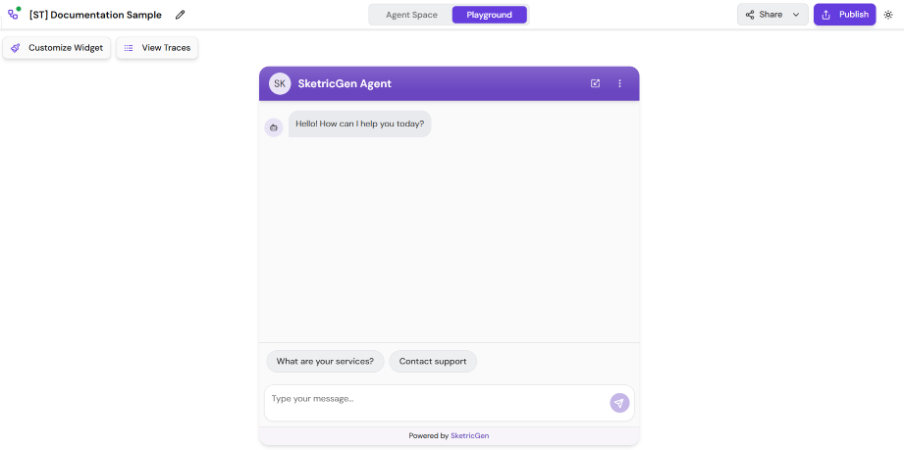 [ST] Documentation Sample
Agent Space
Playground
Share
Publish
Customize Widget
View Traces
SK
SketricGen Agent
Hello! How can I help you today?
What are your services?
Contact support
Type your message...
Powered by SketricGen